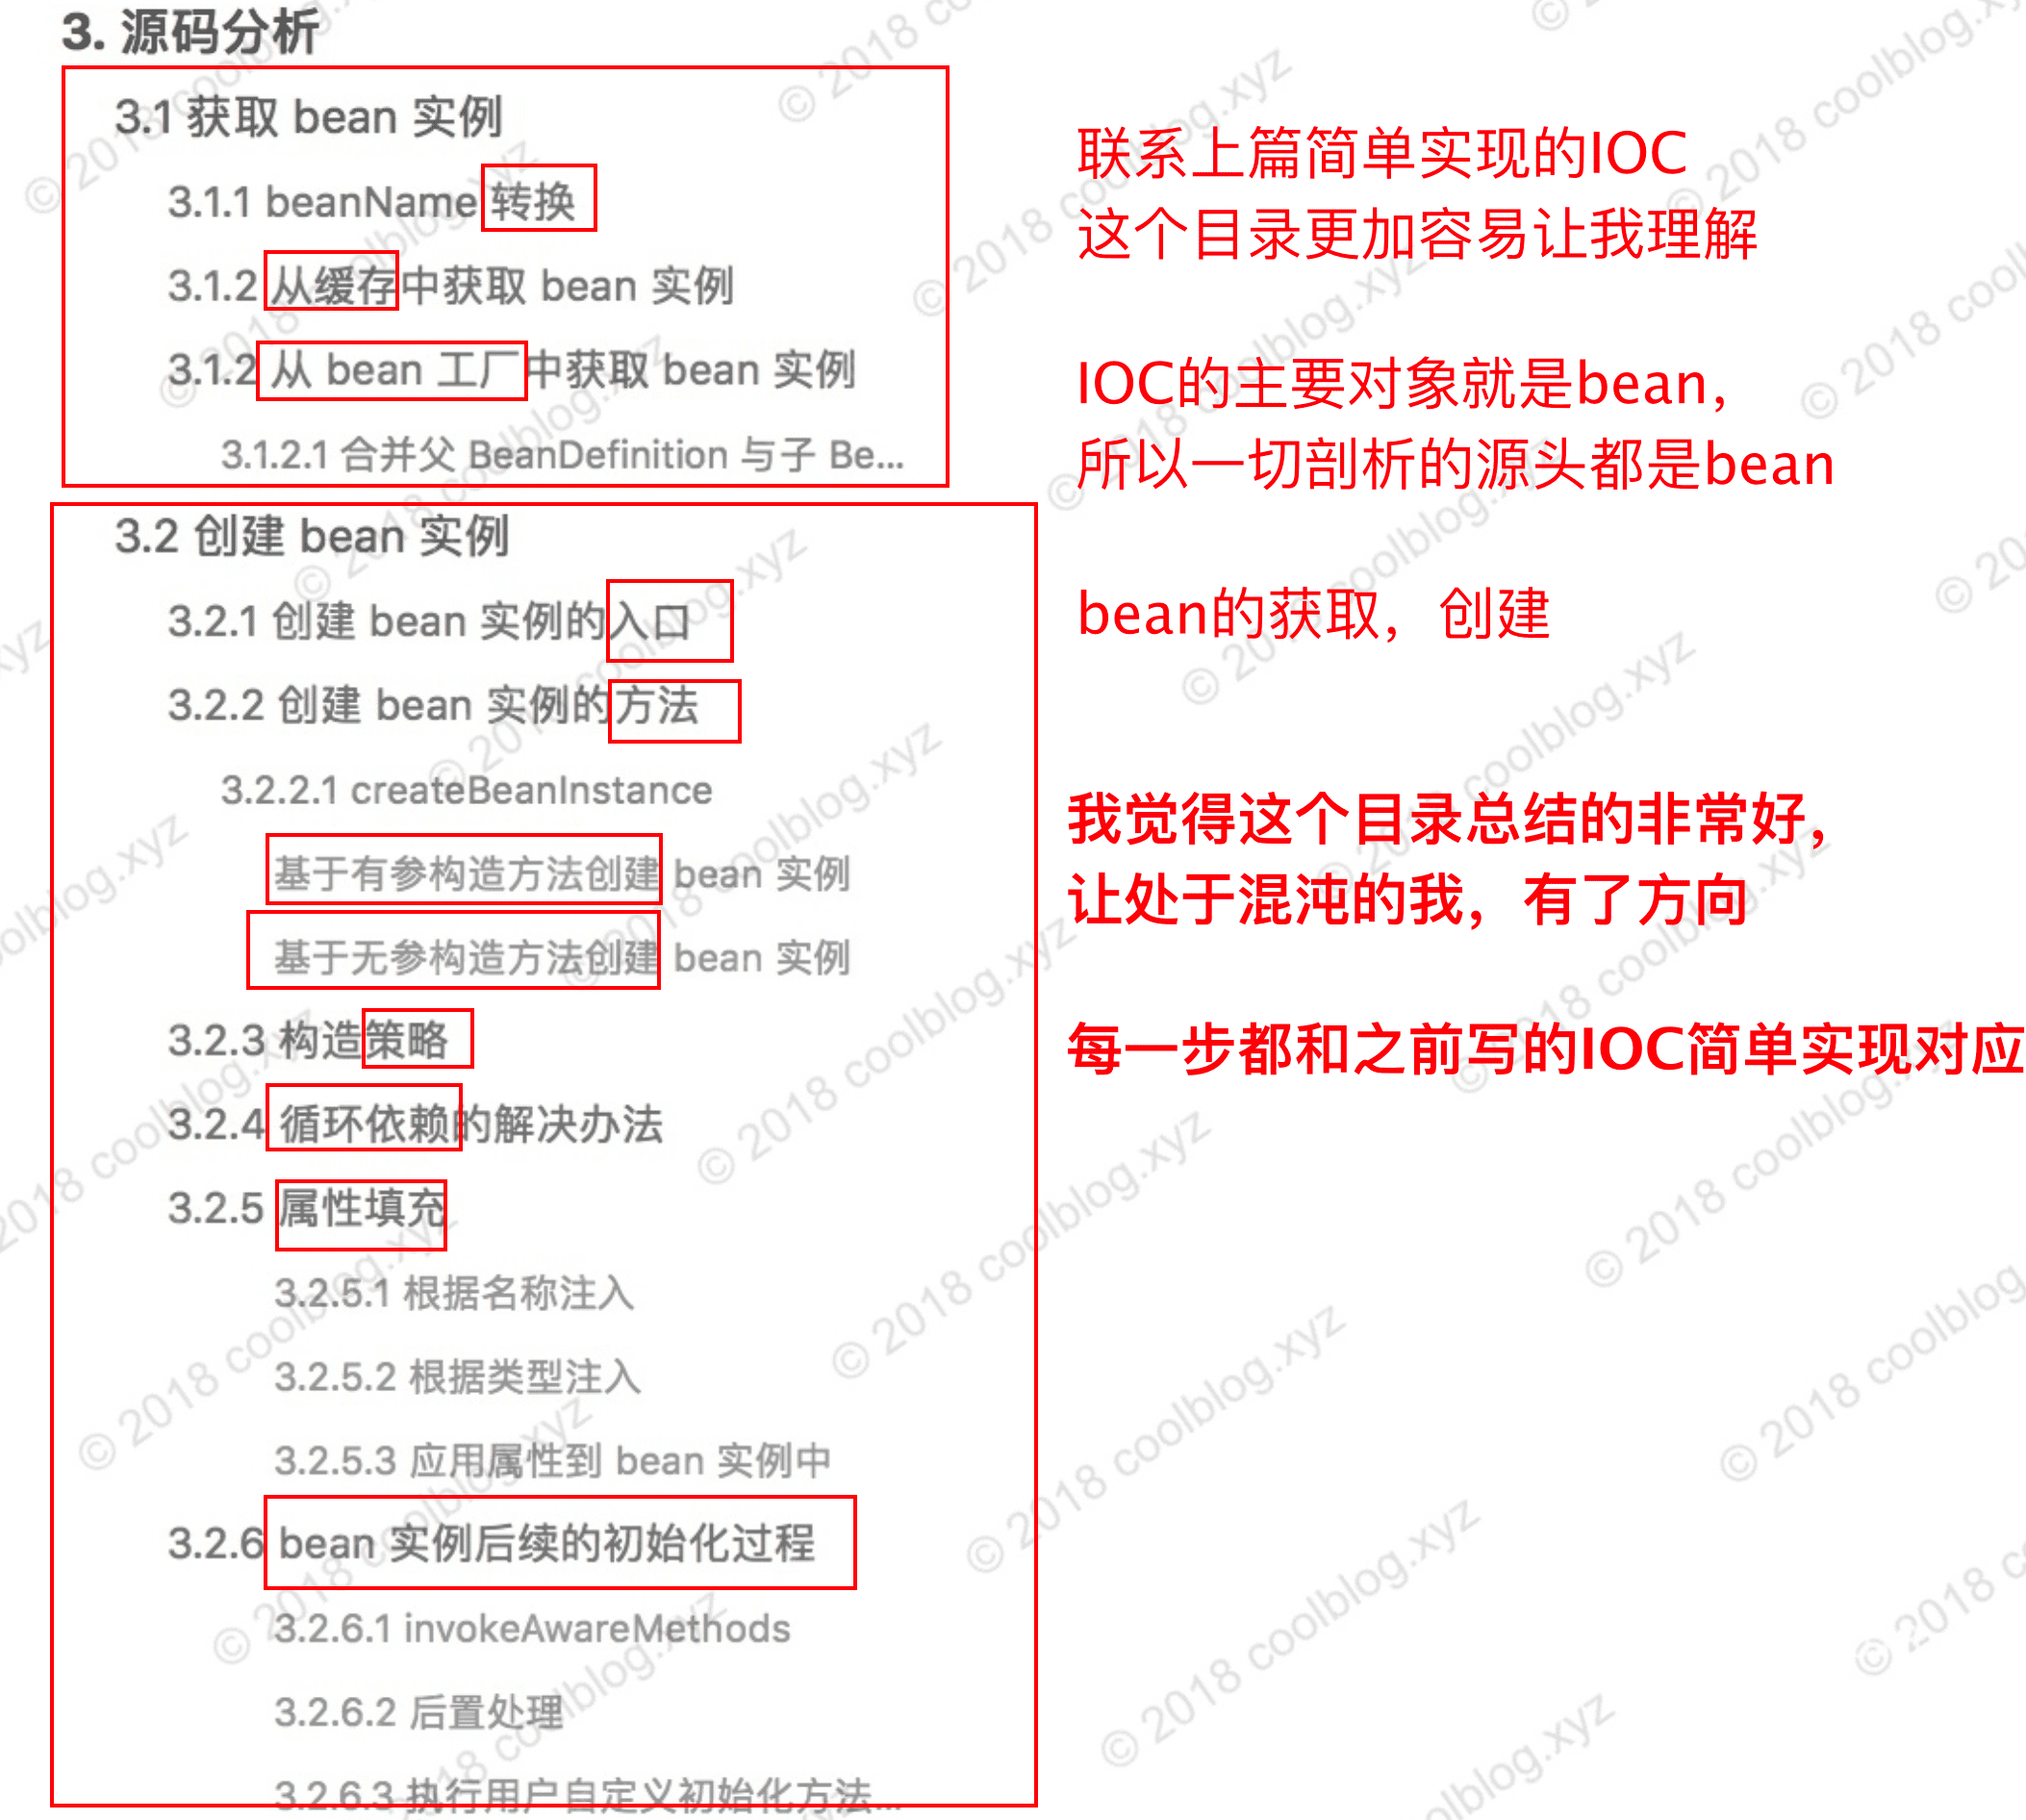 3. 源码分析
3.1 获取 bean 实例
3.1.1 beanName 转换
3.1.2 从缓存中获取 bean 实例
3.1.2 从 bean 工厂中获取 bean 实例
3.1.2.1 合并父 BeanDefinition 与子 Be...
3.2 创建 bean 实例
3.2.1 创建 bean 实例的入口
3.2.2 创建 bean 实例的方法
3.2.2.1 createBeanInstance
基于有参构造方法创建 bean 实例
基于无参构造方法创建 bean 实例
3.2.3 构造策略
3.2.4 循环依赖的解决办法
3.2.5 属性填充
3.2.5.1 根据名称注入
3.2.5.2 根据类型注入
3.2.5.3 应用属性到 bean 实例中
3.2.6 bean 实例后续的初始化过程
3.2.6.1 invokeAwareMethods
3.2.6.2 后置处理
3.2.6.3 执行用户自定义初始化方法...
联系上篇简单实现的IOC
这个目录更加容易让我理解
IOC的主要对象就是bean，
所以一切剖析的源头都是bean
bean的获取，创建
我觉得这个目录总结的非常好，
让处于混沌的我，有了方向
每一步都和之前写的IOC简单实现对应
© 2018 coolblog.xyz